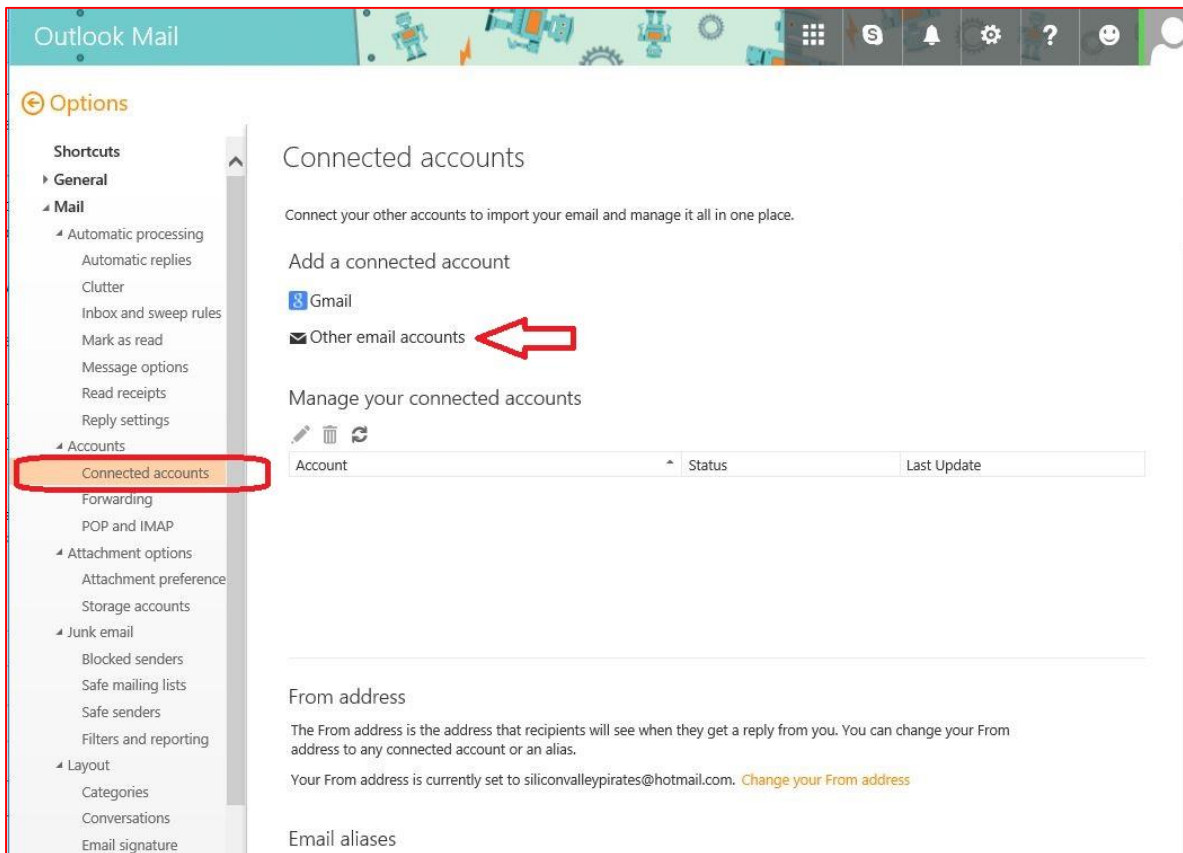 Outlook Mail
Options
Shortcuts
General
Mail
Automatic processing
Automatic replies
Clutter
Inbox and sweep rules
Mark as read
Message options
Read receipts
Reply settings
Accounts
Connected accounts
Forwarding
POP and IMAP
Attachment options
Attachment preference
Storage accounts
Junk email
Blocked senders
Safe mailing lists
Safe senders
Filters and reporting
Layout
Categories
Conversations
Email signature
Connected accounts
Connect your other accounts to import your email and manage it all in one place.
Add a connected account
Gmail
Other email accounts
Manage your connected accounts
Account Status Last Update
From address
The From address is the address that recipients will see when they get a reply from you. You can change your From
address to any connected account or an alias.
Your From address is currently set to siliconvalleypirates@hotmail.com. Change your From address
Email aliases